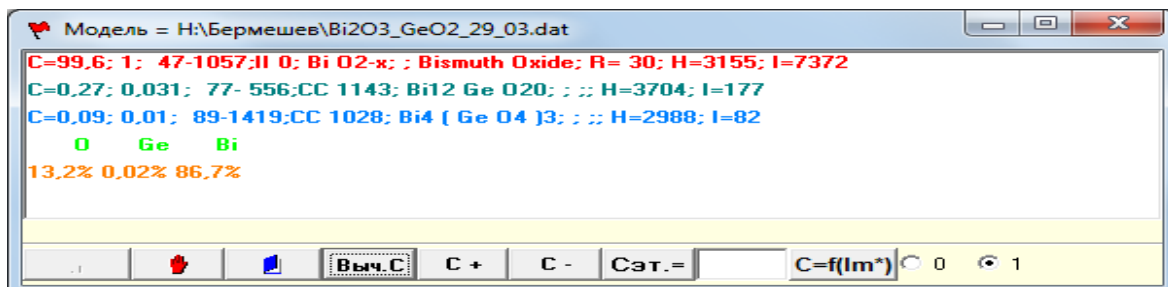 Модель = H:\Бермешев\Bi2O3_GeO2_29_03.dat
C=99,6; 1; 47-1057;II 0; Bi O2-x; ; Bismuth Oxide; R= 30; H=3155; I=7372
C=0,27; 0,031; 77- 556;CC 1143; Bi12 Ge O20; ; ;; H=3704; I=177
C=0,09; 0,01; 89-1419;CC 1028; Bi4 ( Ge O4 )3; ; ;; H=2988; I=82
O Ge Bi
13,2% 0,02% 86,7%
Выч.С С + С - Сэт.= C=f(Im*) 0 1